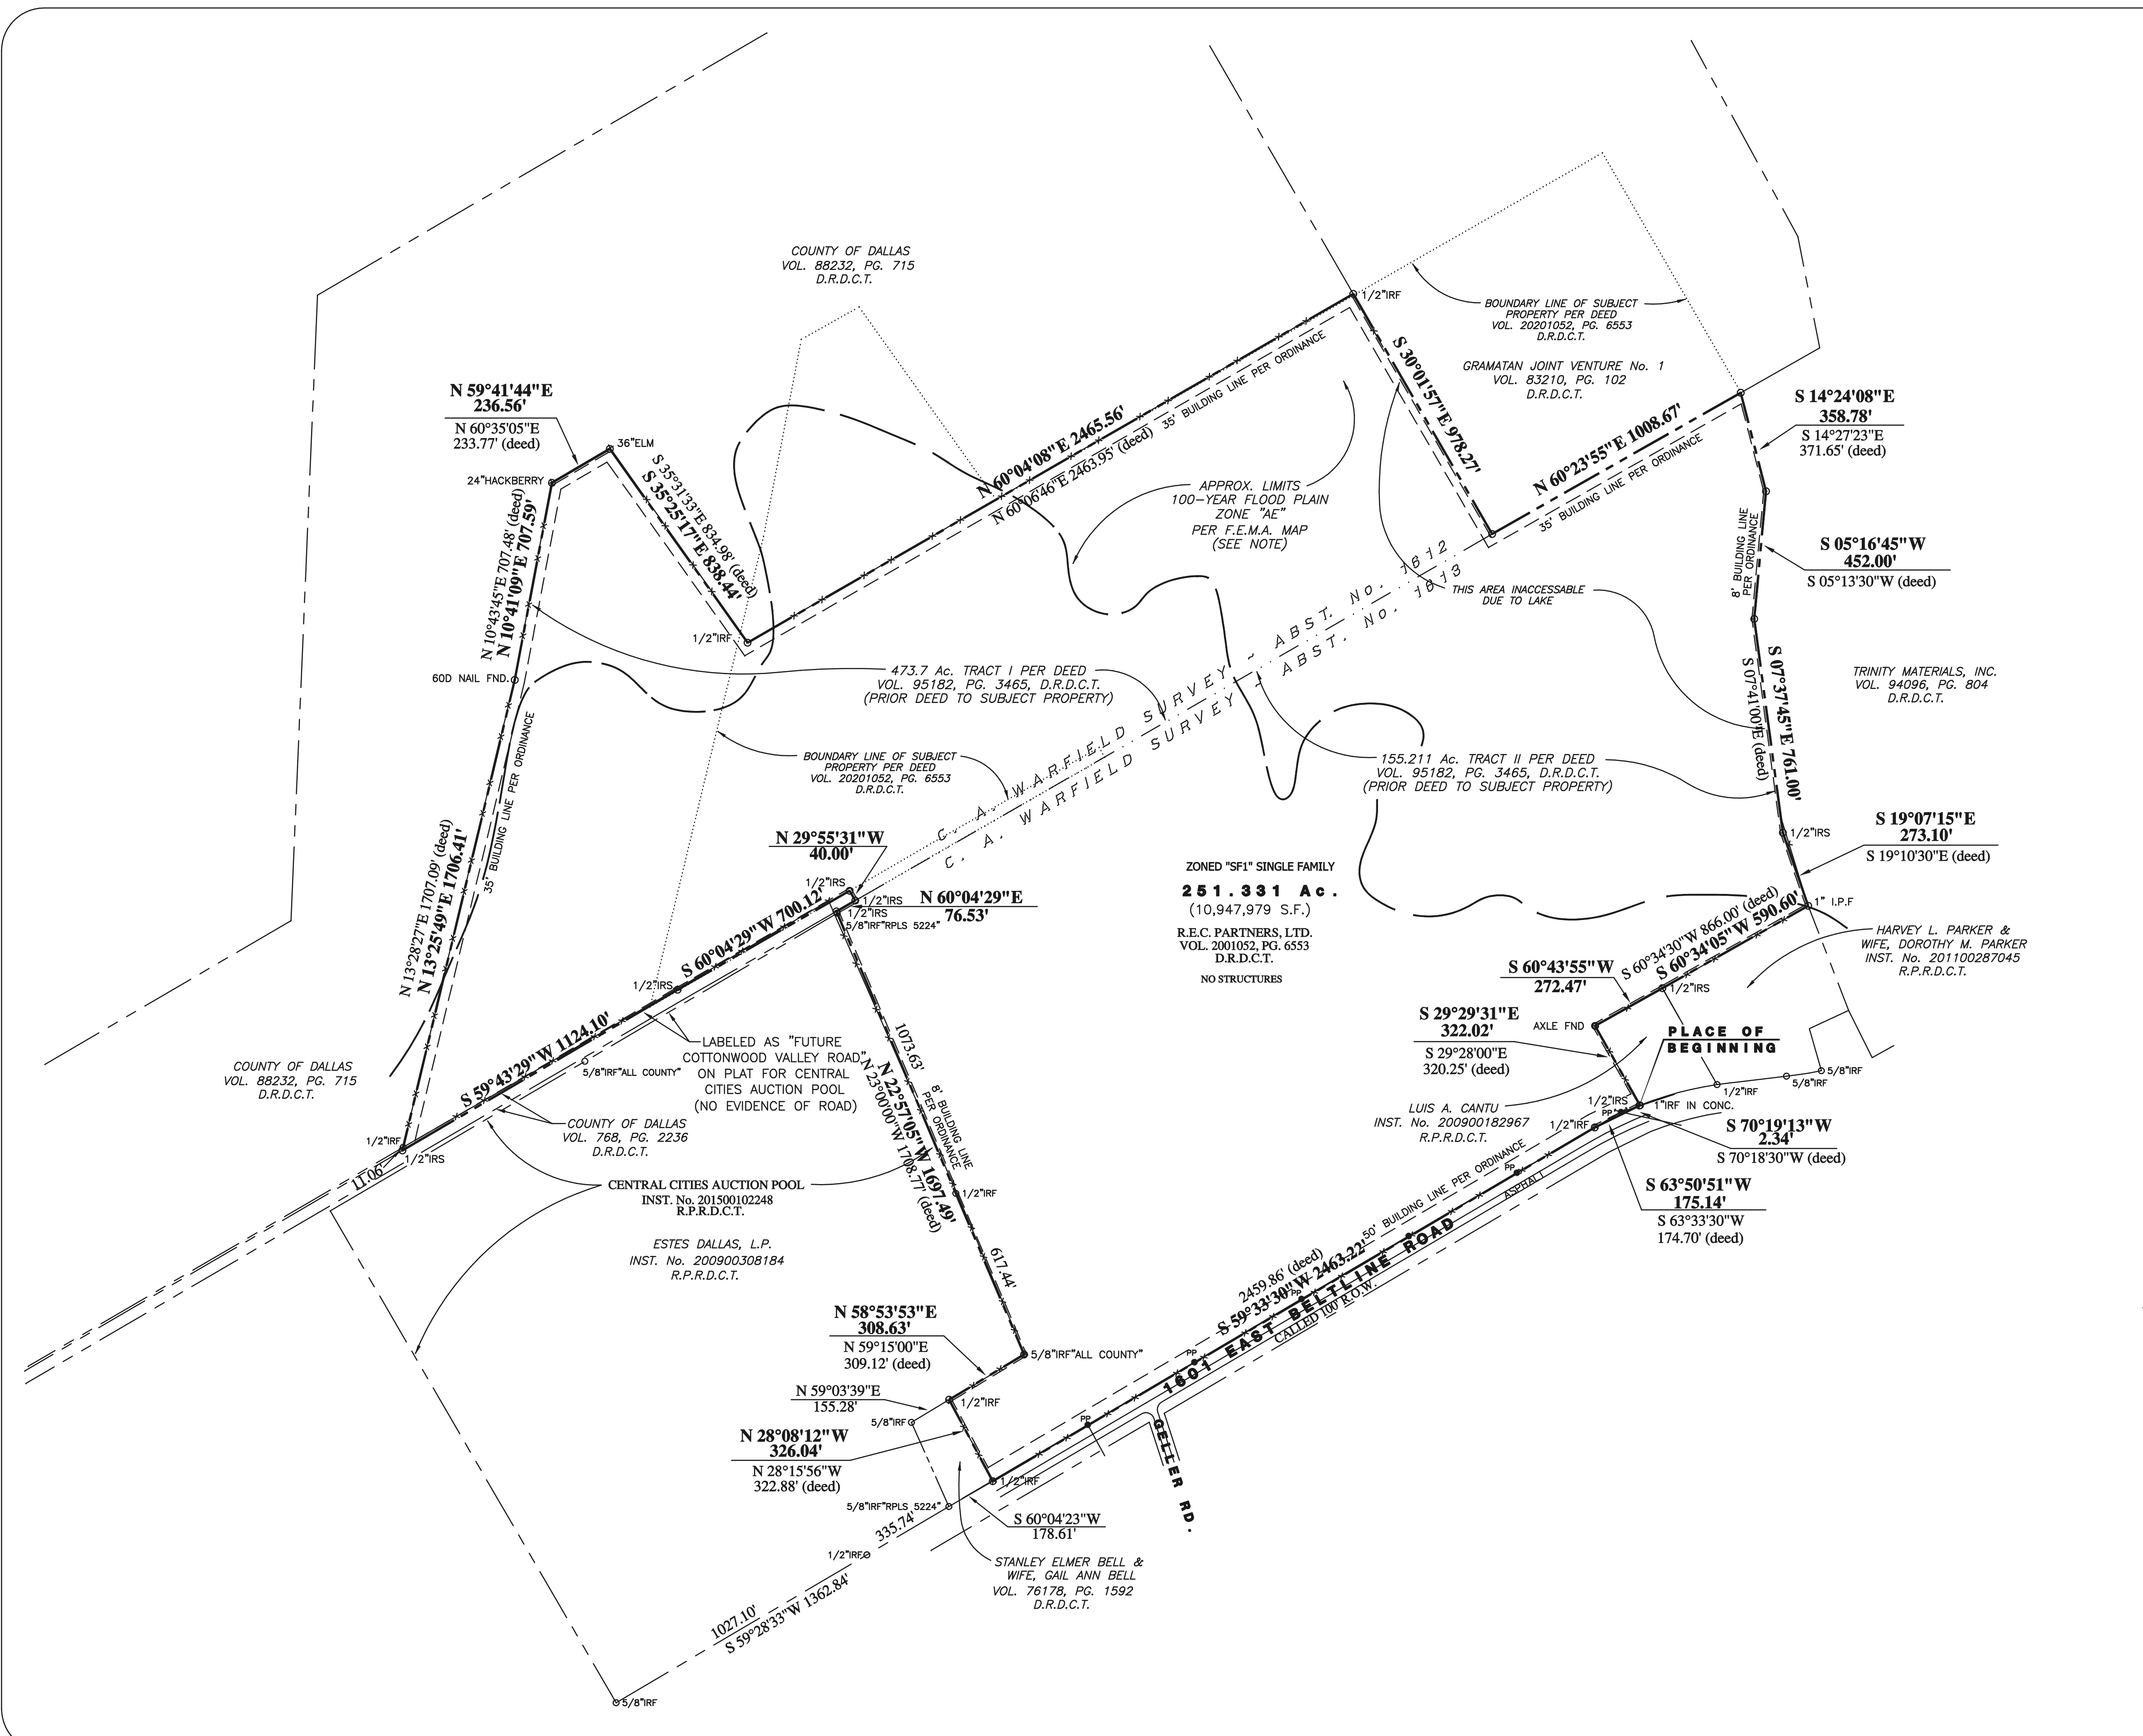 COUNTY OF DALLAS
VOL. 88232, PG. 715
D.R.D.C.T.
1/2"IRF
BOUNDARY LINE OF SUBJECT
PROPERTY PER DEED
VOL. 20201052, PG. 6553
D.R.D.C.T.
GRAMATAN JOINT VENTURE No. 1
VOL. 83210, PG. 102
D.R.D.C.T.
S 30°01'57"E 978.27'
N 59°41'44"E
236.56'
N 60°35'05"E
233.77' (deed)
36"ELM
24"HACKBERRY
S 35°31'33"E 834.98' (deed)
S 35°25'17"E 838.44'
N 60°04'08"E 2465.56'
N 60°06'46"E 2463.95' (deed)
35' BUILDING LINE PER ORDINANCE
N 60°23'55"E 1008.67'
35' BUILDING LINE PER ORDINANCE
S 14°24'08"E
358.78'
S 14°27'23"E
371.65' (deed)
APPROX. LIMITS
100-YEAR FLOOD PLAIN
ZONE "AE"
PER F.E.M.A. MAP
(SEE NOTE)
8' BUILDING LINE
PER ORDINANCE
S 05°16'45"W
452.00'
S 05°13'30"W (deed)
THIS AREA INACCESSABLE
DUE TO LAKE
N 10°43'45"E 707.48' (deed)
N 10°41'09"E 707.59'
1/2"IRF
60D NAIL FND.
473.7 Ac. TRACT I PER DEED
VOL. 95182, PG. 3465, D.R.D.C.T.
(PRIOR DEED TO SUBJECT PROPERTY)
C. A. WARFIELD SURVEY ~ ABST. NO. 1812
C. A. WARFIELD SURVEY ~ ABST. No. 1813
S 07°37'45"E 761.00'
S 07°41'00"E (deed)
TRINITY MATERIALS, INC.
VOL. 94096, PG. 804
D.R.D.C.T.
BOUNDARY LINE OF SUBJECT
PROPERTY PER DEED
VOL. 20201052, PG. 6553
D.R.D.C.T.
155.211 Ac. TRACT II PER DEED
VOL. 95182, PG. 3465, D.R.D.C.T.
(PRIOR DEED TO SUBJECT PROPERTY)
35' BUILDING LINE PER ORDINANCE
N 13°28'27"E 1707.09' (deed)
N 13°25'49"E 1706.41'
1/2"IRS
S 19°07'15"E
273.10'
S 19°10'30"E (deed)
N 29°55'31"W
40.00'
1/2"IRS
1/2"IRS
1/2"IRS
5/8"IRF"RPLS 5224"
N 60°04'29"E
76.53'
S 60°04'29"W 700.12'
1/2"IRS
ZONED "SF1" SINGLE FAMILY
251.331 Ac.
(10,947,979 S.F.)
R.E.C. PARTNERS, LTD.
VOL. 2001052, PG. 6553
D.R.D.C.T.
NO STRUCTURES
1" I.P.F
S 60°34'30"W 866.00' (deed)
S 60°34'05"W 590.60'
HARVEY L. PARKER &
WIFE, DOROTHY M. PARKER
INST. No. 201100287045
R.P.R.D.C.T.
S 60°43'55"W
272.47'
1/2"IRS
S 29°29'31"E
322.02'
S 29°28'00"E
320.25' (deed)
AXLE FND
PLACE OF
BEGINNING
COUNTY OF DALLAS
VOL. 88232, PG. 715
D.R.D.C.T.
S 59°43'29"W 1124.10'
5/8"IRF"ALL COUNTY"
LABELED AS "FUTURE
COTTONWOOD VALLEY ROAD"
ON PLAT FOR CENTRAL
CITIES AUCTION POOL
(NO EVIDENCE OF ROAD)
1073.63'
N 22°57'05"W 1697.49'
N 23°00'00"W 1708.77' (deed)
8' BUILDING LINE
PER ORDINANCE
5/8"IRF
5/8"IRF
1/2"IRF
1/2"IRS
PP
1"IRF IN CONC.
1/2"IRF
LUIS A. CANTU
INST. No. 200900182967
R.P.R.D.C.T.
S 70°19'13"W
2.34'
S 70°18'30"W (deed)
COUNTY OF DALLAS
VOL. 768, PG. 2236
D.R.D.C.T.
1/2"IRF
1/2"IRS
11.06'
CENTRAL CITIES AUCTION POOL
INST. No. 201500102248
R.P.R.D.C.T.
1/2"IRF
50' BUILDING LINE PER ORDINANCE
PP
ASPHALT
S 63°50'51"W
175.14'
S 63°33'30"W
174.70' (deed)
ESTES DALLAS, L.P.
INST. No. 200900308184
R.P.R.D.C.T.
617.44'
2459.86' (deed)
S 59°33'30"W 2463.22'
PP
1601 EAST BELTLINE ROAD
CALLED 100' R.O.W.
N 58°53'53"E
308.63'
N 59°15'00"E
309.12' (deed)
5/8"IRF"ALL COUNTY"
PP
N 59°03'39"E
155.28'
1/2"IRF
5/8"IRF
PP
GELLER RD.
N 28°08'12"W
326.04'
N 28°15'56"W
322.88' (deed)
1/2"IRF
5/8"IRF"RPLS 5224"
S 60°04'23"W
178.61'
335.74'
1/2"IRF
STANLEY ELMER BELL &
WIFE, GAIL ANN BELL
VOL. 76178, PG. 1592
D.R.D.C.T.
1027.10'
S 59°28'33"W 1362.84'
5/8"IRF